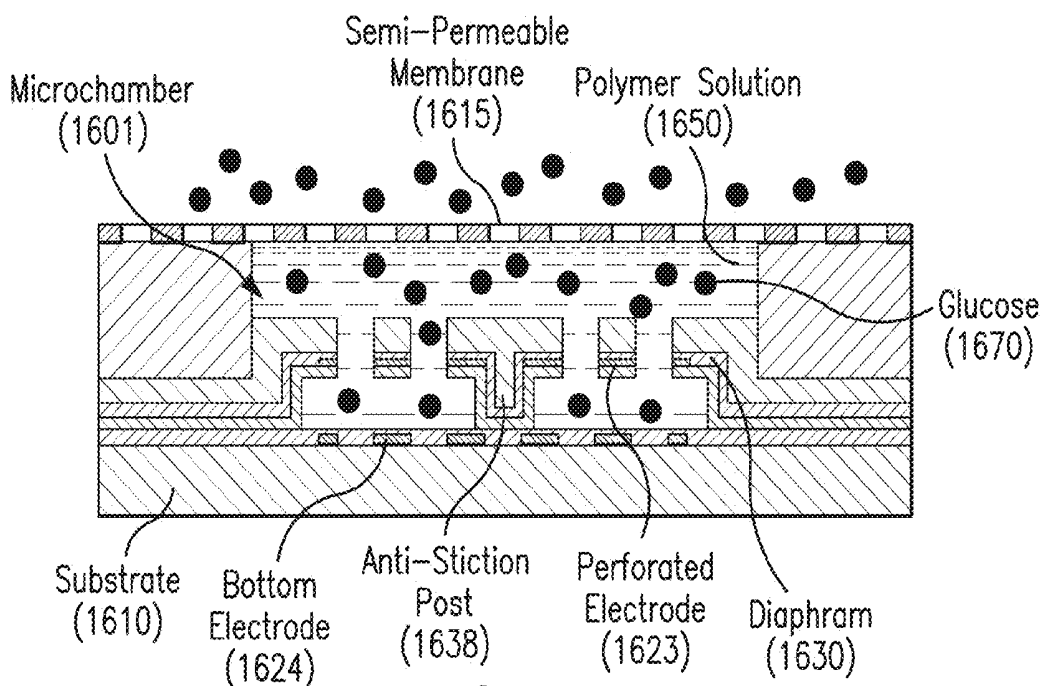 Semi-Permeable
Membrane
(1615)
Microchamber
(1601)
Polymer Solution
(1650)
Glucose
(1670)
Substrate
(1610)
Bottom
Electrode
(1624)
Anti-Stiction
Post
(1638)
Perforated
Electrode
(1623)
Diaphram
(1630)